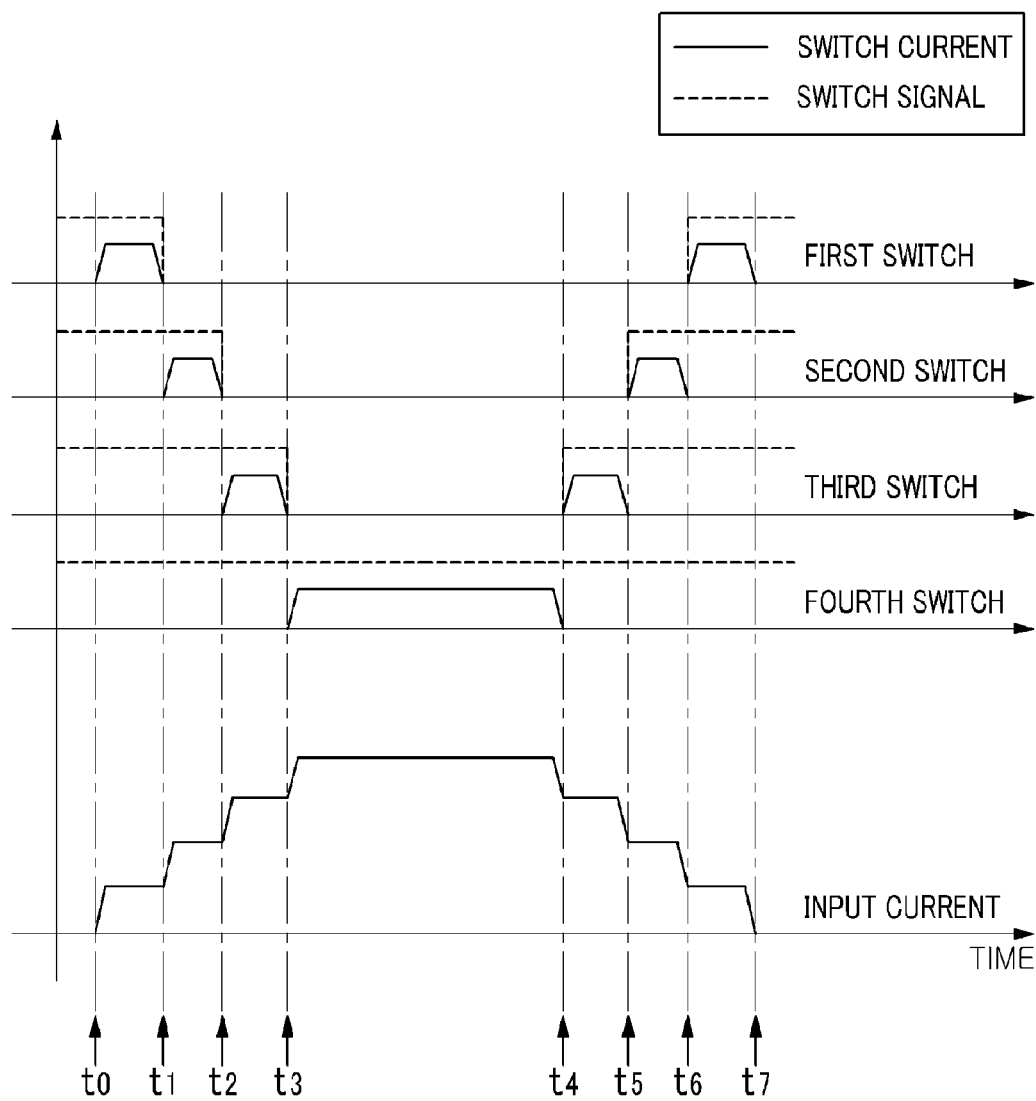 SWITCH CURRENT
SWITCH SIGNAL
FIRST SWITCH
SECOND SWITCH
THIRD SWITCH
FOURTH SWITCH
INPUT CURRENT
TIME
t0 t1 t2 t3 t4 t5 t6 t7